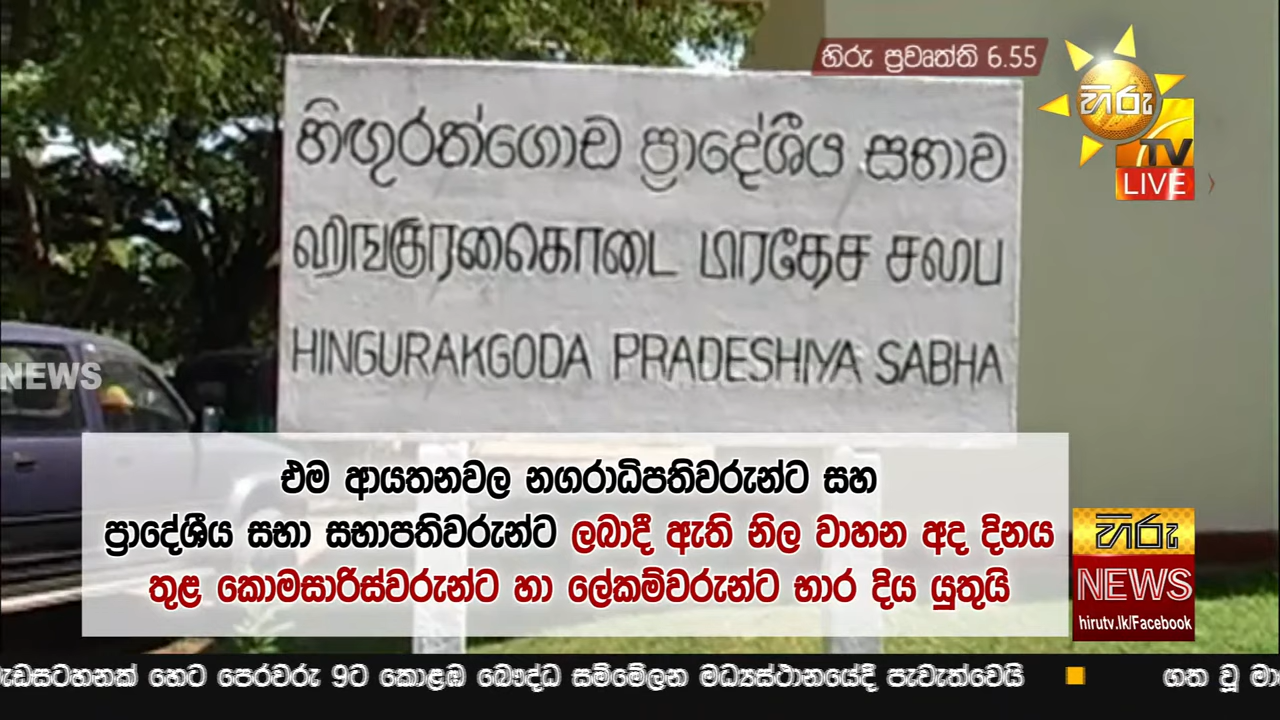 හිරු ප්‍රවෘත්ති 6.55
හිරු
TV
LIVE
හිඟුරක්ගොඩ ප්‍රාදේශීය සභාව
ஹிங்குரக்கொடை பிரதேச சபை
HINGURAKGODA PRADESHIYA SABHA
NEWS
එම ආයතනවල නගරාධිපතිවරුන්ට සහ
ප්‍රාදේශීය සභා සභාපතිවරුන්ට ලබාදී ඇති නිල වාහන අද දිනය
තුළ කොමසාරිස්වරුන්ට හා ලේකම්වරුන්ට භාර දිය යුතුයි
හිරු
NEWS
hirutv.lk/Facebook
හෙට පෙරවරු 9ට කොළඹ බෞද්ධ සම්මේලන මධ්‍යස්ථානයේදී පැවැත්වෙයි ගත වූ